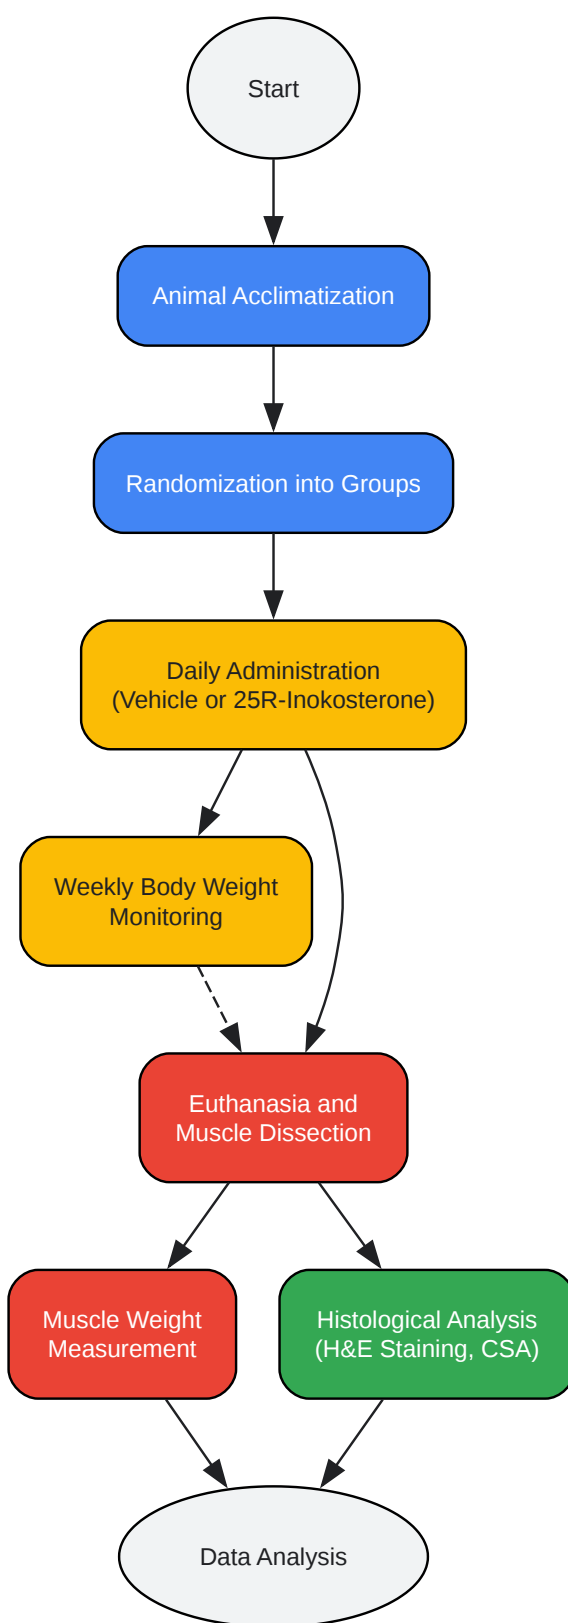 Start
Animal Acclimatization
Randomization into Groups
Daily Administration
(Vehicle or 25R-Inokosterone)
Weekly Body Weight
Monitoring
Euthanasia and
Muscle Dissection
Muscle Weight
Measurement
Histological Analysis
(H&E Staining, CSA)
Data Analysis